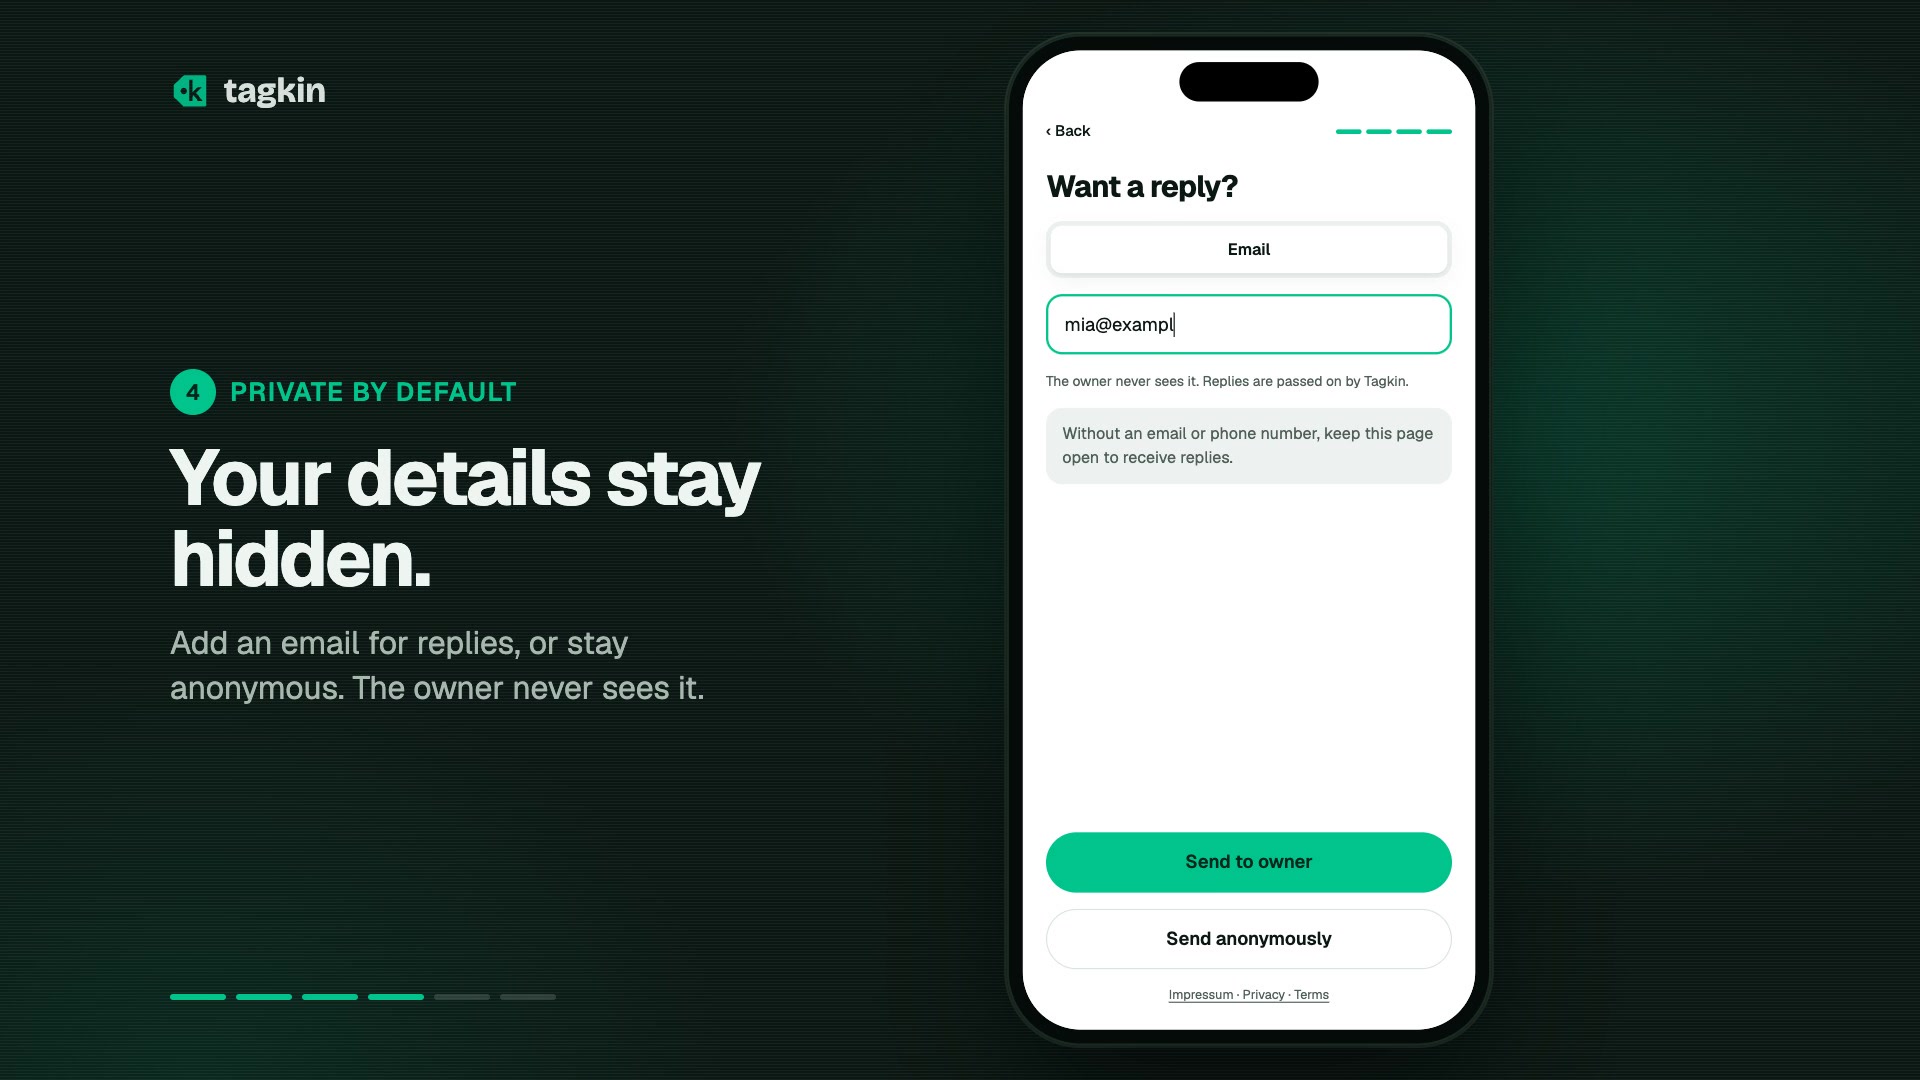 tagkin
4 PRIVATE BY DEFAULT
Your details stay
hidden.
Add an email for replies, or stay
anonymous. The owner never sees it.
‹ Back
Want a reply?
Email
mia@exampl
The owner never sees it. Replies are passed on by Tagkin.
Without an email or phone number, keep this page
open to receive replies.
Send to owner
Send anonymously
Impressum · Privacy · Terms